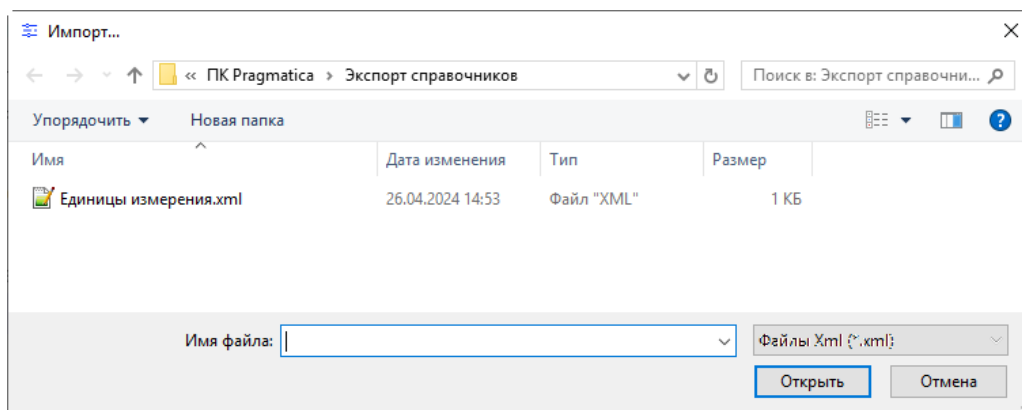 Импорт...
« ПК Pragmatica › Экспорт справочников
Поиск в: Экспорт справочни...
Упорядочить
Новая папка
?
Имя
Дата изменения
Тип
Размер
Единицы измерения.xml
26.04.2024 14:53
Файл "XML"
1 КБ
Имя файла:
Файлы Xml (*.xml)
Открыть
Отмена